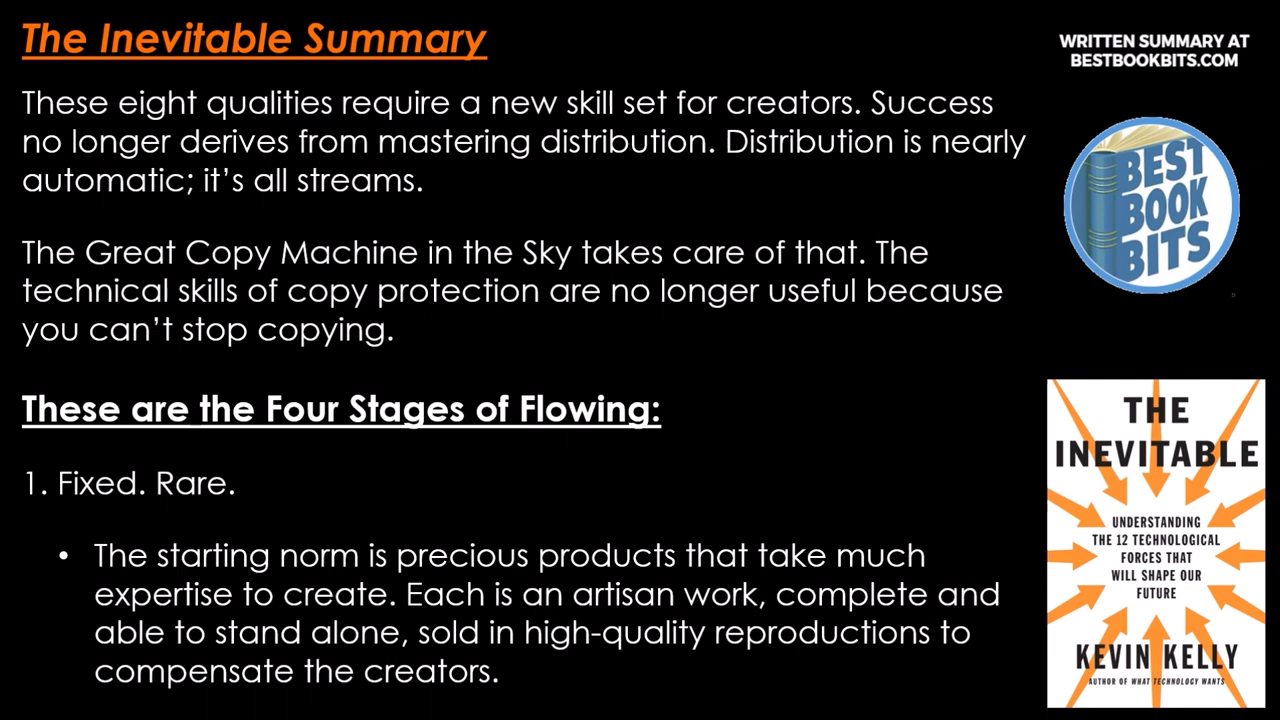 The Inevitable Summary
WRITTEN SUMMARY AT
BESTBOOKBITS.COM
These eight qualities require a new skill set for creators. Success
no longer derives from mastering distribution. Distribution is nearly
automatic; it’s all streams.
BEST
BOOK
BITS
The Great Copy Machine in the Sky takes care of that. The
technical skills of copy protection are no longer useful because
you can’t stop copying.
These are the Four Stages of Flowing:
1. Fixed. Rare.
• The starting norm is precious products that take much
expertise to create. Each is an artisan work, complete and
able to stand alone, sold in high-quality reproductions to
compensate the creators.
THE
INEVITABLE
UNDERSTANDING
THE 12 TECHNOLOGICAL
FORCES THAT
WILL SHAPE OUR
FUTURE
KEVIN KELLY
AUTHOR OF WHAT TECHNOLOGY WANTS